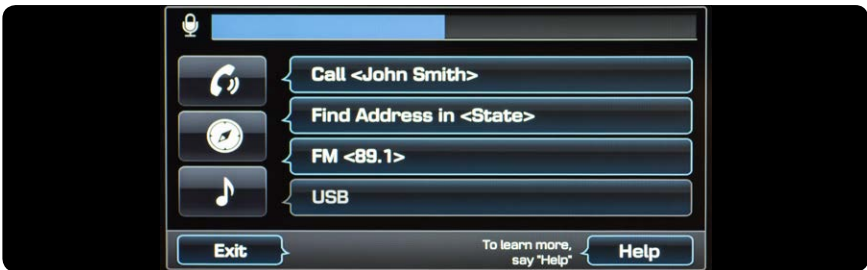 Call <John Smith>
Find Address in <State>
FM <89.1>
USB
Exit
To learn more,
say "Help"
Help